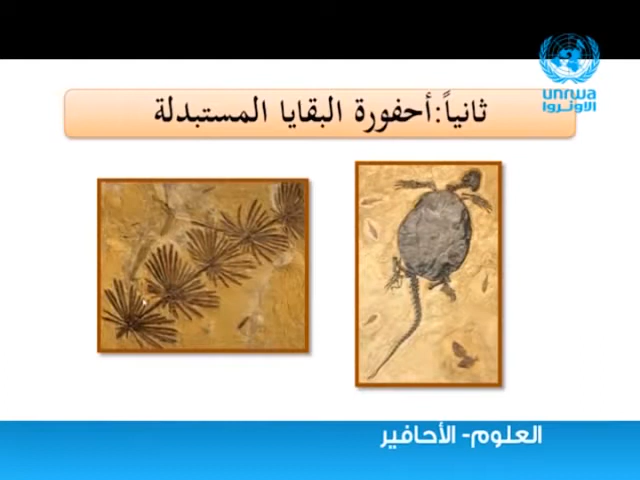 unrwa
الاونروا
ثانياً:أحفورة البقايا المستبدلة
العلوم- الأحافير